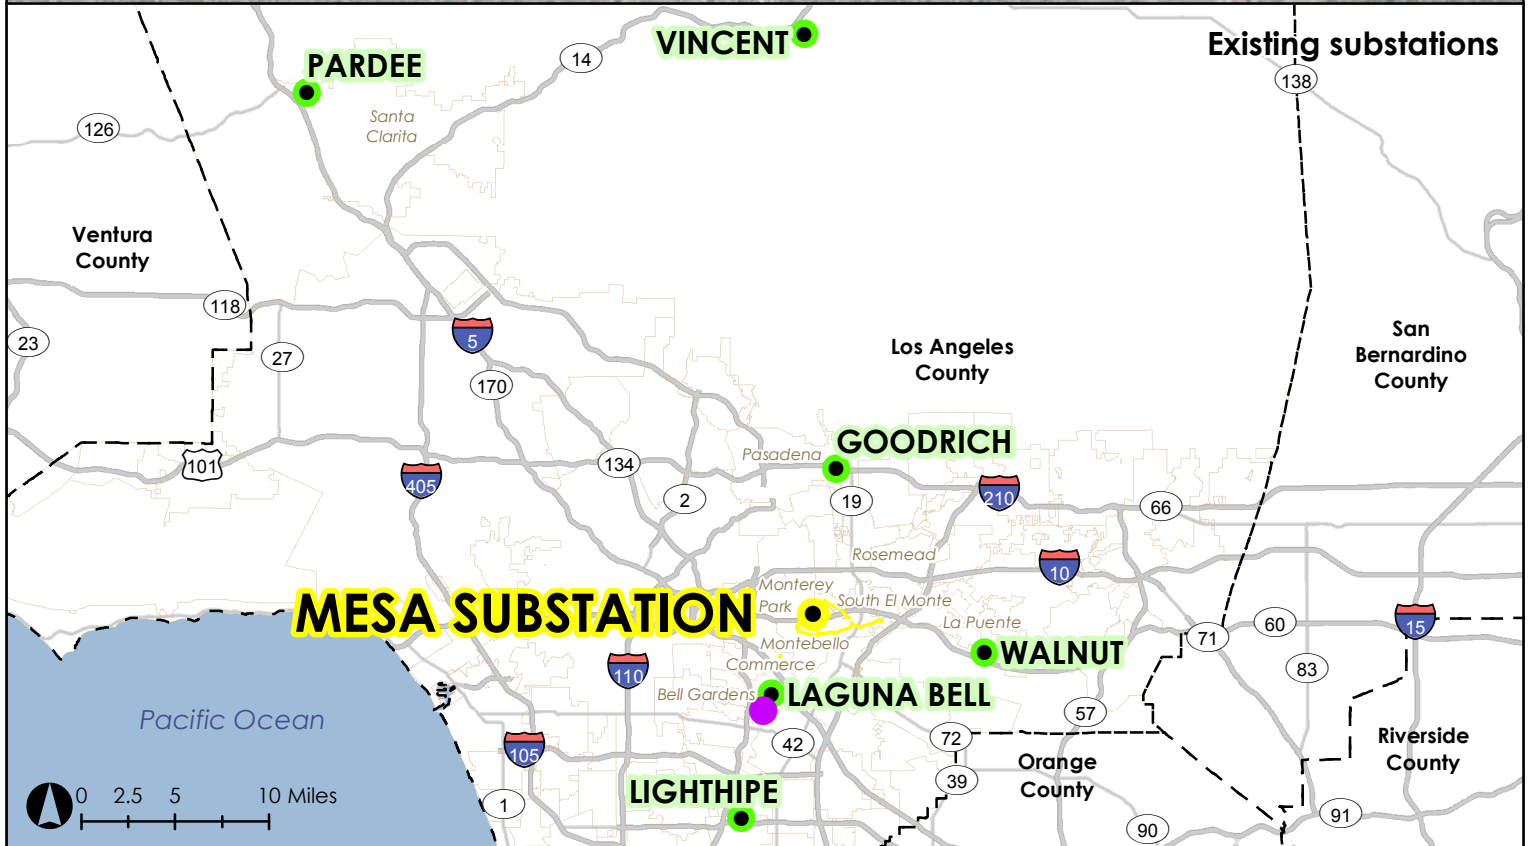 VINCENT
Existing substations
14
PARDEE
138
Santa
Clarita
126
Ventura
County
118
5
23
27
Los Angeles
County
San
Bernardino
County
170
GOODRICH
Pasadena
101
134
405
2
19
210
66
Rosemead
10
Monterey
Park
MESA SUBSTATION
South El Monte
La Puente
60
15
71
Montebello
WALNUT
Commerce
110
83
Bell Gardens
LAGUNA BELL
57
Pacific Ocean
72
42
105
Riverside
County
Orange
County
39
LIGHTHIPE
0 2.5 5 10 Miles
1
91
90